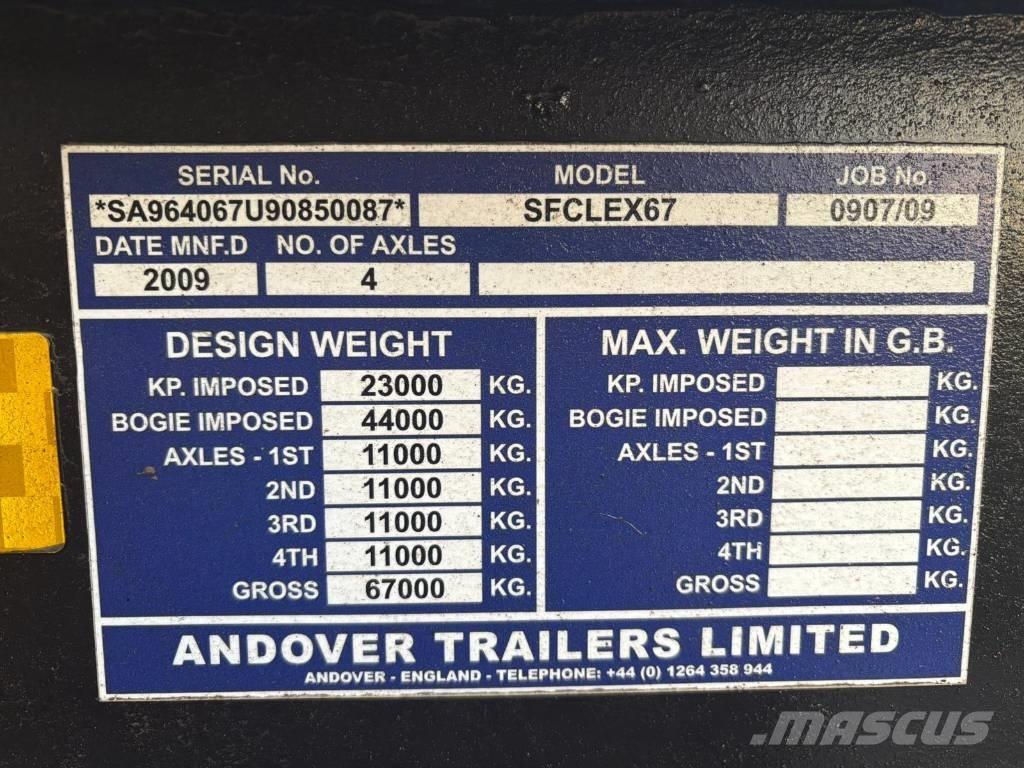 SERIAL No. MODEL JOB No.
*SA964067U90850087* SFCLEX67 0907/09
DATE MNF.D NO. OF AXLES
2009 4
DESIGN WEIGHT
KP. IMPOSED 23000 KG.
BOGIE IMPOSED 44000 KG.
AXLES - 1ST 11000 KG.
2ND 11000 KG.
3RD 11000 KG.
4TH 11000 KG.
GROSS 67000 KG.
MAX. WEIGHT IN G.B.
KP. IMPOSED KG.
BOGIE IMPOSED KG.
AXLES - 1ST KG.
2ND KG.
3RD KG.
4TH KG.
GROSS KG.
ANDOVER TRAILERS LIMITED
ANDOVER - ENGLAND - TELEPHONE: +44 (0) 1264 358 944
MASCUS